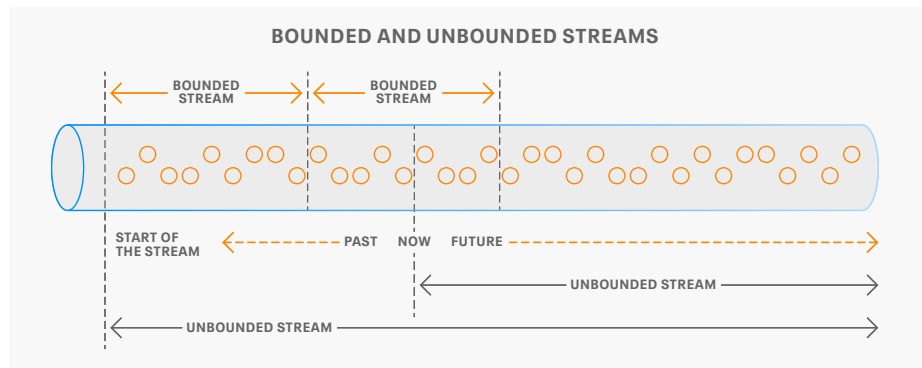 BOUNDED AND UNBOUNDED STREAMS
BOUNDED
STREAM
BOUNDED
STREAM
START OF
THE STREAM
PAST
NOW
FUTURE
UNBOUNDED STREAM
UNBOUNDED STREAM